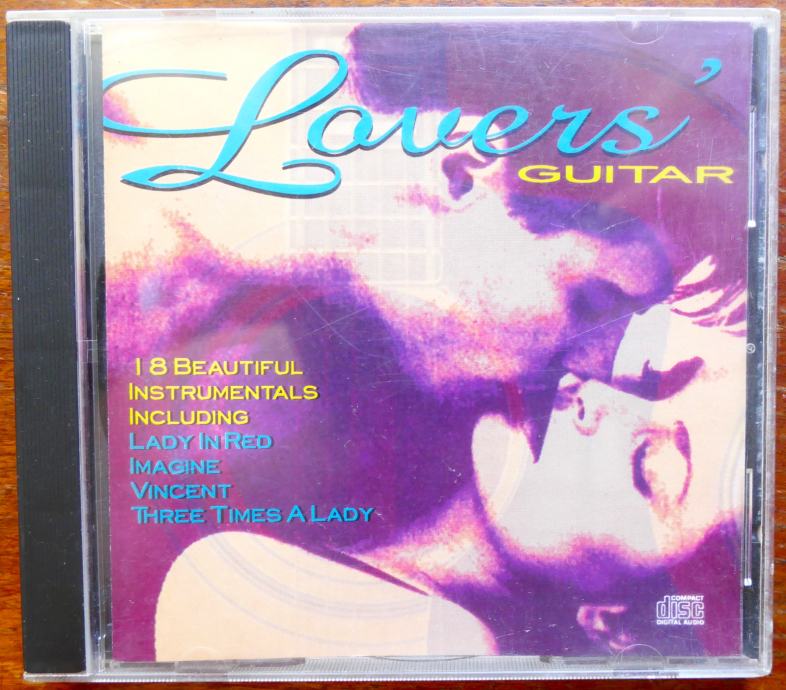 Lovers'
GUITAR
18 BEAUTIFUL
INSTRUMENTALS
INCLUDING
LADY IN RED
IMAGINE
VINCENT
THREE TIMES A LADY
COMPACT
disc
DIGITAL AUDIO